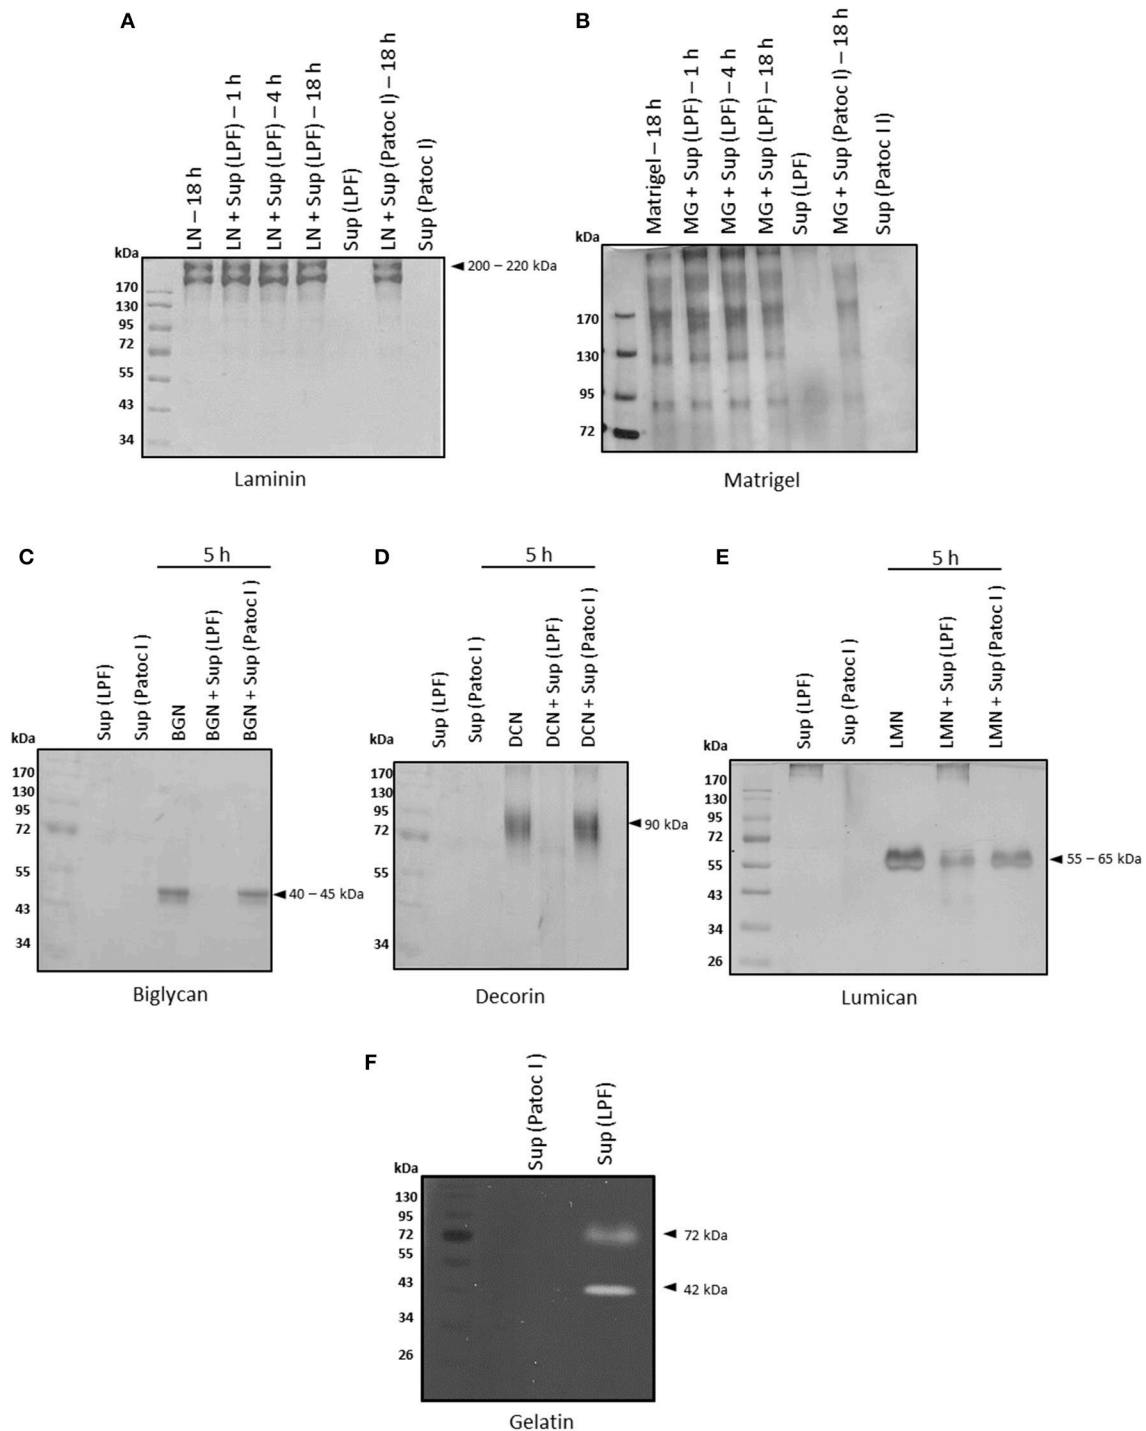 A
LN – 18 h
LN + Sup (LPF) – 1 h
LN + Sup (LPF) – 4 h
LN + Sup (LPF) – 18 h
Sup (LPF)
LN + Sup (Patoc I) – 18 h
Sup (Patoc I)
kDa
170
130
95
72
55
43
34
200 – 220 kDa
Laminin
B
Matrigel – 18 h
MG + Sup (LPF) – 1 h
MG + Sup (LPF) – 4 h
MG + Sup (LPF) – 18 h
Sup (LPF)
MG + Sup (Patoc I) – 18 h
Sup (Patoc I I)
kDa
170
130
95
72
Matrigel
C
5 h
Sup (LPF)
Sup (Patoc I )
BGN
BGN + Sup (LPF)
BGN + Sup (Patoc I )
kDa
170
130
95
72
55
43
34
40 – 45 kDa
Biglycan
D
5 h
Sup (LPF)
Sup (Patoc I )
DCN
DCN + Sup (LPF)
DCN + Sup (Patoc I )
kDa
170
130
95
72
55
34
90 kDa
Decorin
E
5 h
Sup (LPF)
Sup (Patoc I )
LMN
LMN + Sup (LPF)
LMN + Sup (Patoc I )
kDa
170
130
95
72
55
43
34
26
55 – 65 kDa
Lumican
F
Sup (Patoc I )
Sup (LPF)
kDa
130
95
72
55
43
34
26
72 kDa
42 kDa
Gelatin